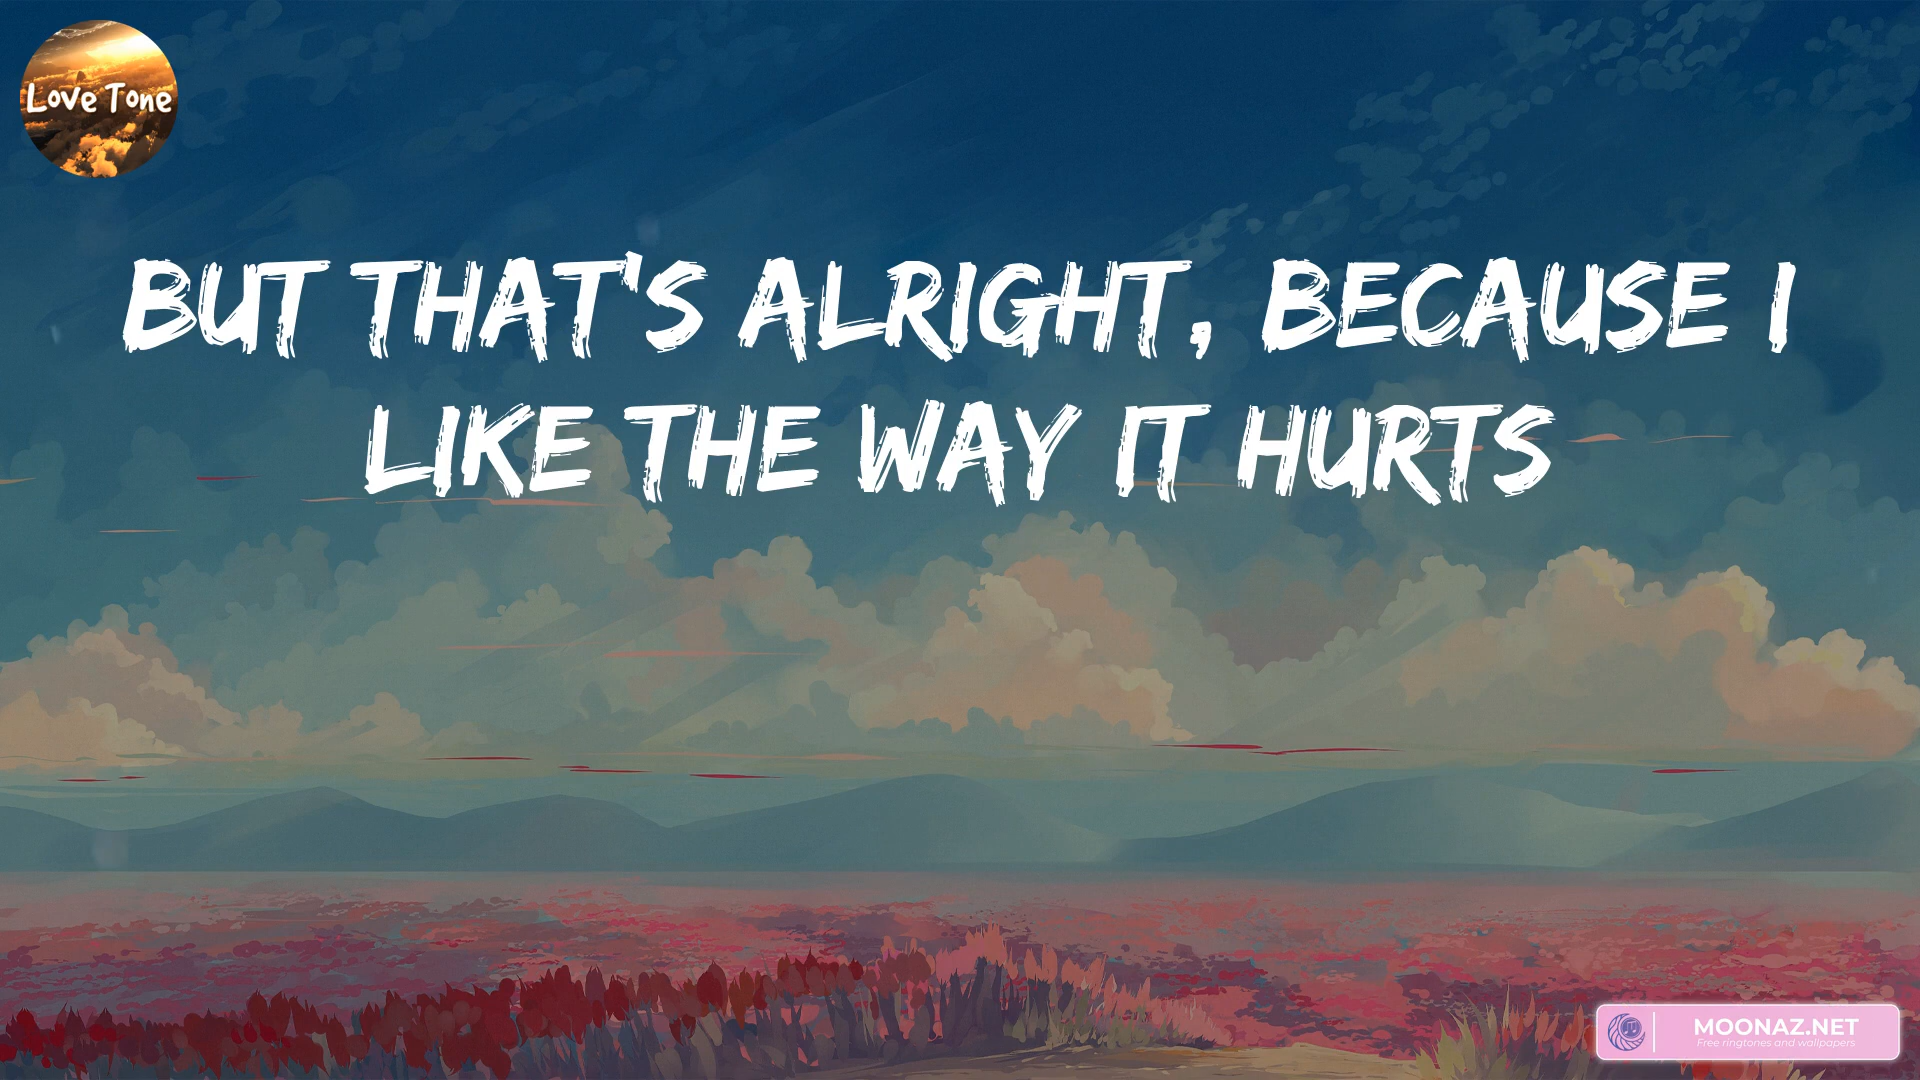 Love Tone
BUT THAT'S ALRIGHT, BECAUSE I
LIKE THE WAY IT HURTS
MOONAZ.NET
Free ringtones and wallpapers